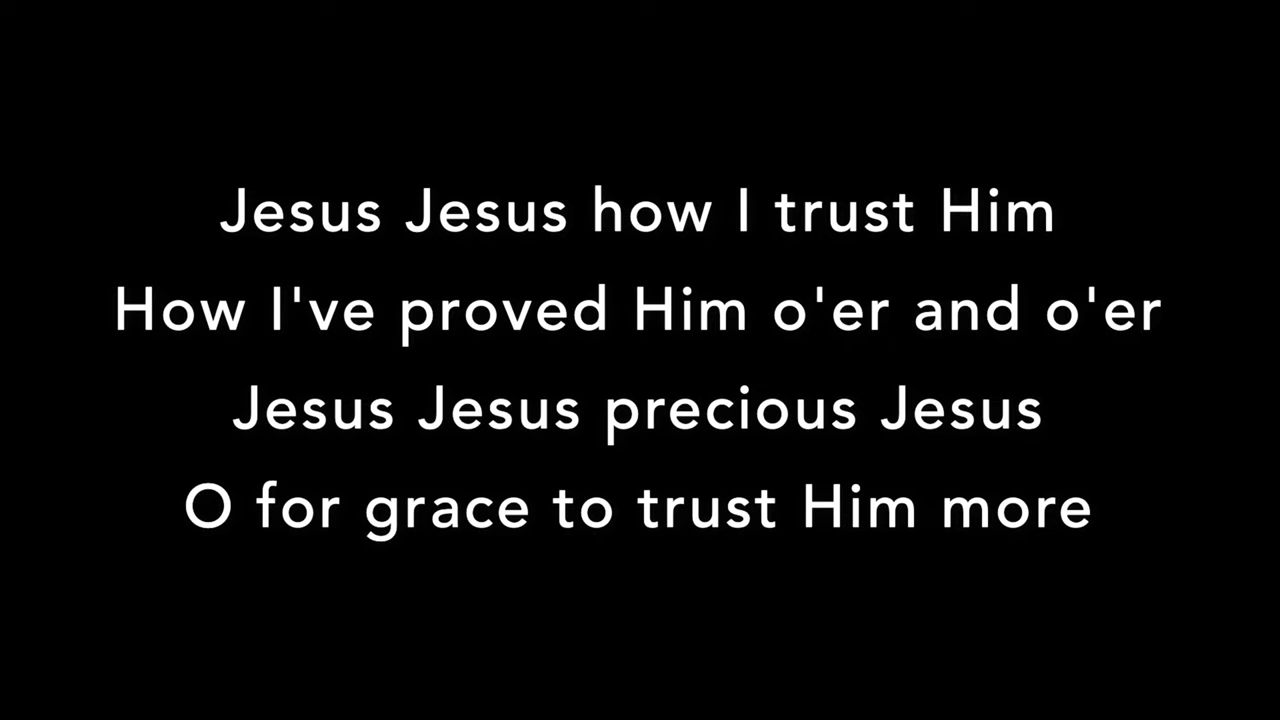 Jesus Jesus how I trust Him
How I've proved Him o'er and o'er
Jesus Jesus precious Jesus
O for grace to trust Him more